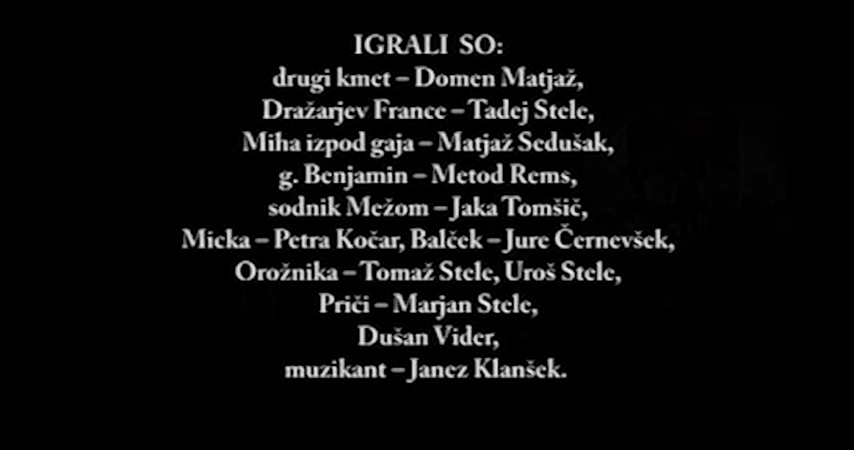 IGRALI SO:
drugi kmet – Domen Matjaž,
Dražarjev France – Tadej Stele,
Miha izpod gaja – Matjaž Sedušak,
g. Benjamin – Metod Rems,
sodnik Mežom – Jaka Tomšič,
Micka – Petra Kočar, Balček – Jure Černevšek,
Orožnika – Tomaž Stele, Uroš Stele,
Priči – Marjan Stele,
Dušan Vider,
muzikant – Janez Klanšek.